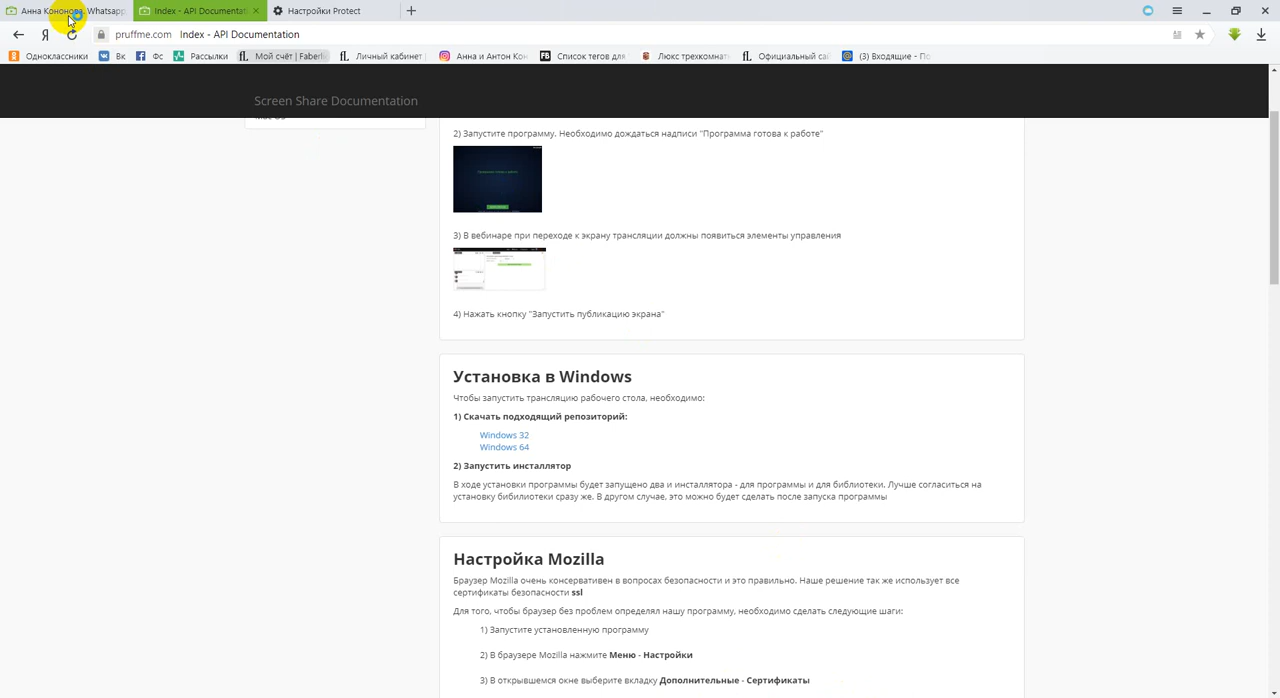 Анна Кононова. Whatsapp
Index - API Documentat
Настройки Protect
pruffme.com Index - API Documentation
Одноклассники
Вк
Фс
Рассылки
Мой счёт | Faberli
Личный кабинет
Анна и Антон Кон
Список тегов для
Люкс трехкомнат
Официальный сай
(3) Входящие - По
Screen Share Documentation
Mac OS
2) Запустите программу. Необходимо дождаться надписи "Программа готова к работе"
3) В вебинаре при переходе к экрану трансляции должны появиться элементы управления
4) Нажать кнопку "Запустить публикацию экрана"
Установка в Windows
Чтобы запустить трансляцию рабочего стола, необходимо:
1) Скачать подходящий репозиторий:
Windows 32
Windows 64
2) Запустить инсталлятор
В ходе установки программы будет запущено два и инсталлятора - для программы и для библиотеки. Лучше согласиться на
установку бибилиотеки сразу же. В другом случае, это можно будет сделать после запуска программы
Настройка Mozilla
Браузер Mozilla очень консервативен в вопросах безопасности и это правильно. Наше решение так же использует все
сертификаты безопасности ssl
Для того, чтобы браузер без проблем определял нашу программу, необходимо сделать следующие шаги:
1) Запустите установленную программу
2) В браузере Mozilla нажмите Меню - Настройки
3) В открывшемся окне выберите вкладку Дополнительные - Сертификаты